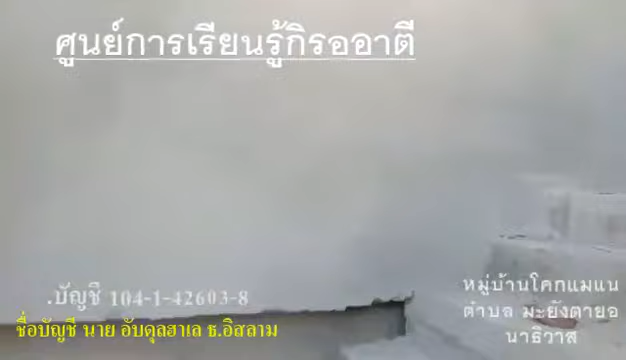 ศูนย์การเรียนรู้กิรออาตี
.บัญชี 104-1-42603-8
ชื่อบัญชี นาย อับดุลฮาเล ธ.อิสลาม
หมู่บ้านโคกแมแน
ตำบล มะยังตายอ
นาธิวาส